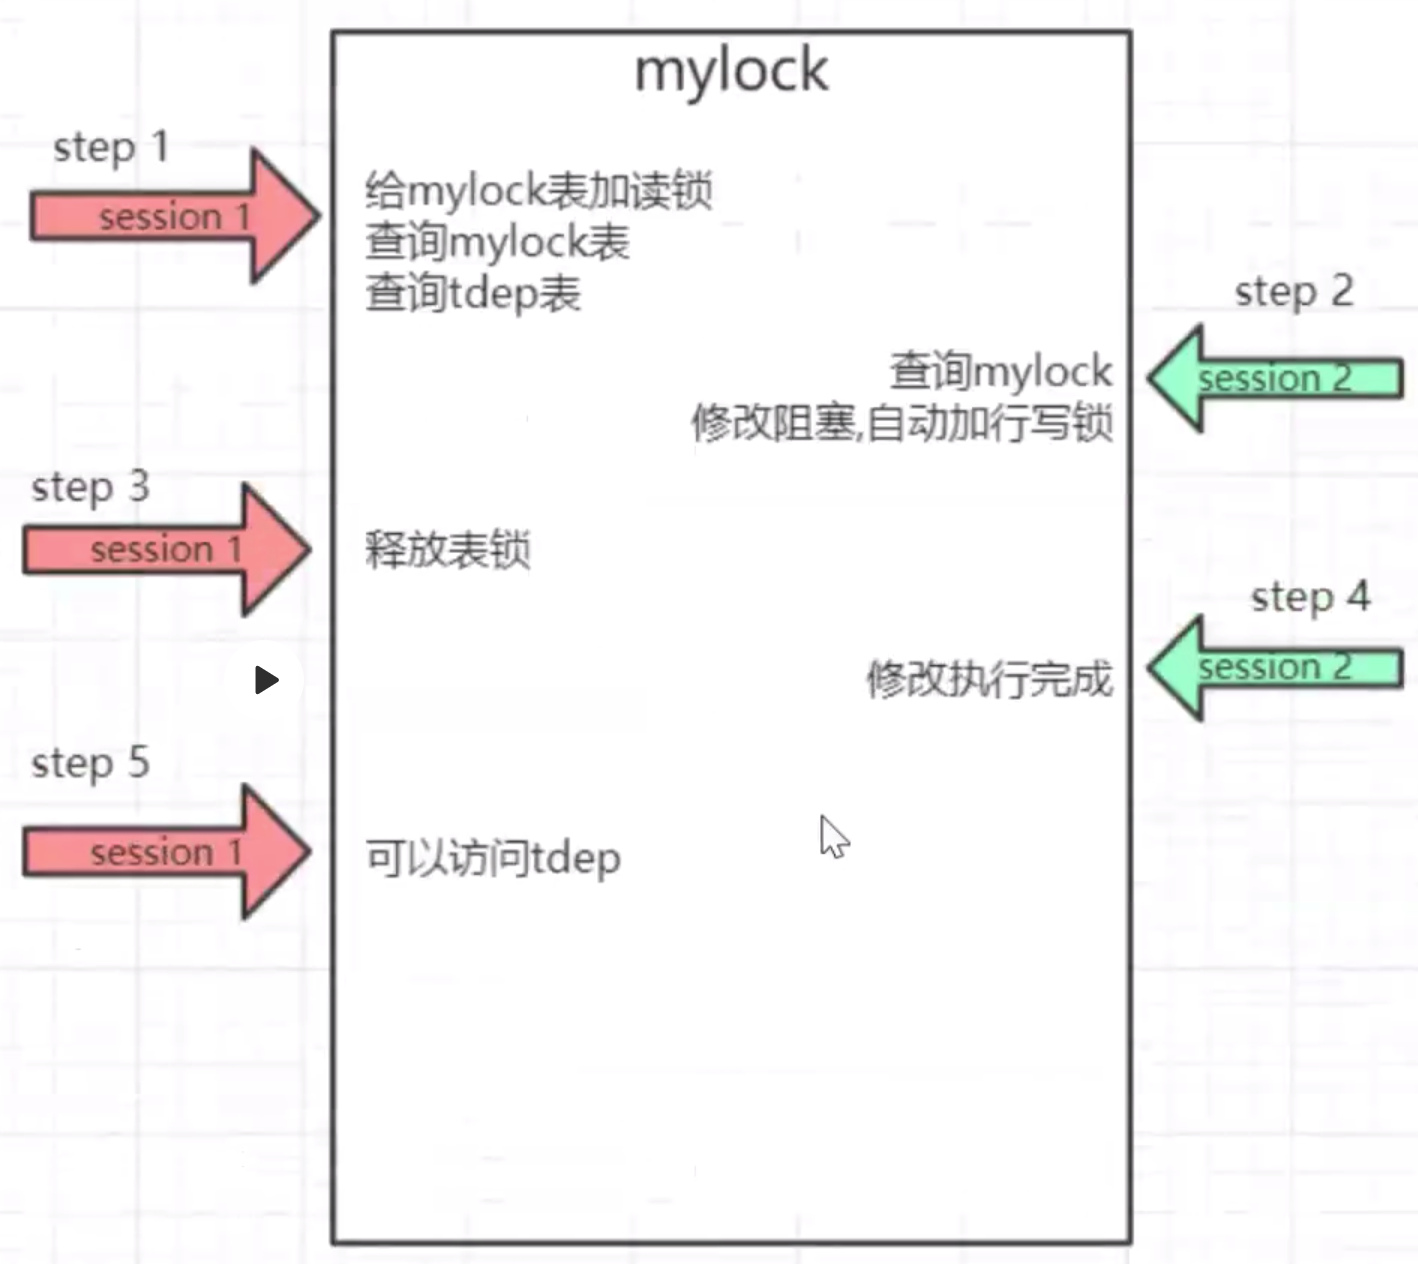 mylock
step 1
session 1
给mylock表加读锁
查询mylock表
查询tdep表
step 2
session 2
查询mylock
修改阻塞,自动加行写锁
step 3
session 1
释放表锁
step 4
session 2
修改执行完成
step 5
session 1
可以访问tdep